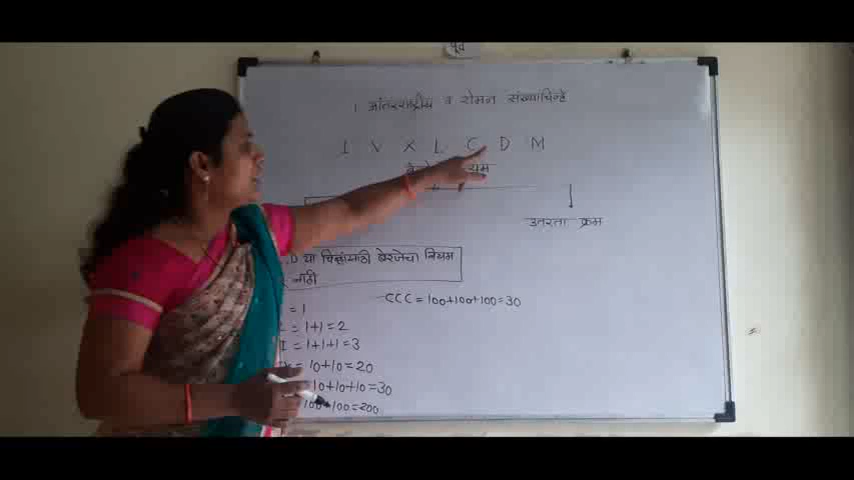 पूर्व
1. आंतरराष्ट्रीय व रोमन संख्याचिन्हे
I V X L C D M
उतरता क्रम
,D या चिन्हांसाठी बेरजेचा नियम
नाही
= 1
CCC = 100+100+100=30
= 1+1=2
I = 1+1+1=3
= 10+10=20
10+10+10=30
100+100=200